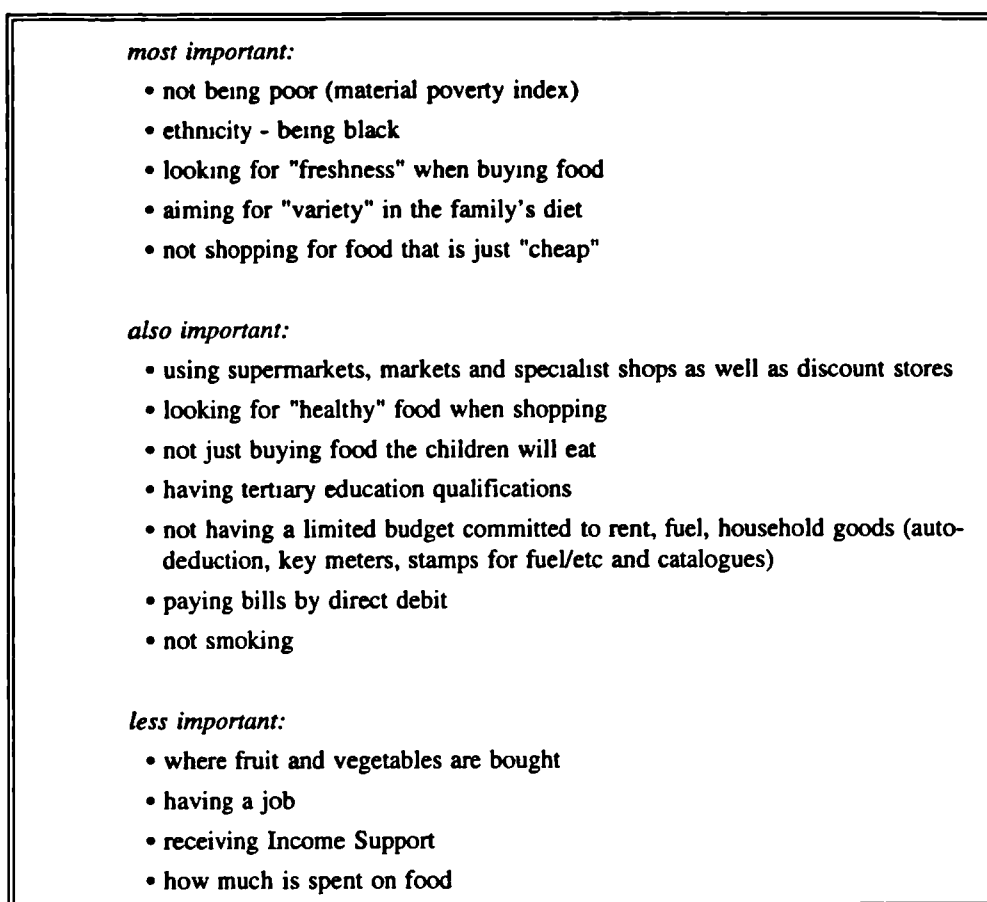 most important:
• not being poor (material poverty index)
• ethnicity - being black
• looking for "freshness" when buying food
• aiming for "variety" in the family's diet
• not shopping for food that is just "cheap"
also important:
• using supermarkets, markets and specialist shops as well as discount stores
• looking for "healthy" food when shopping
• not just buying food the children will eat
• having tertiary education qualifications
• not having a limited budget committed to rent, fuel, household goods (auto-
deduction, key meters, stamps for fuel/etc and catalogues)
• paying bills by direct debit
• not smoking
less important:
• where fruit and vegetables are bought
• having a job
• receiving Income Support
• how much is spent on food